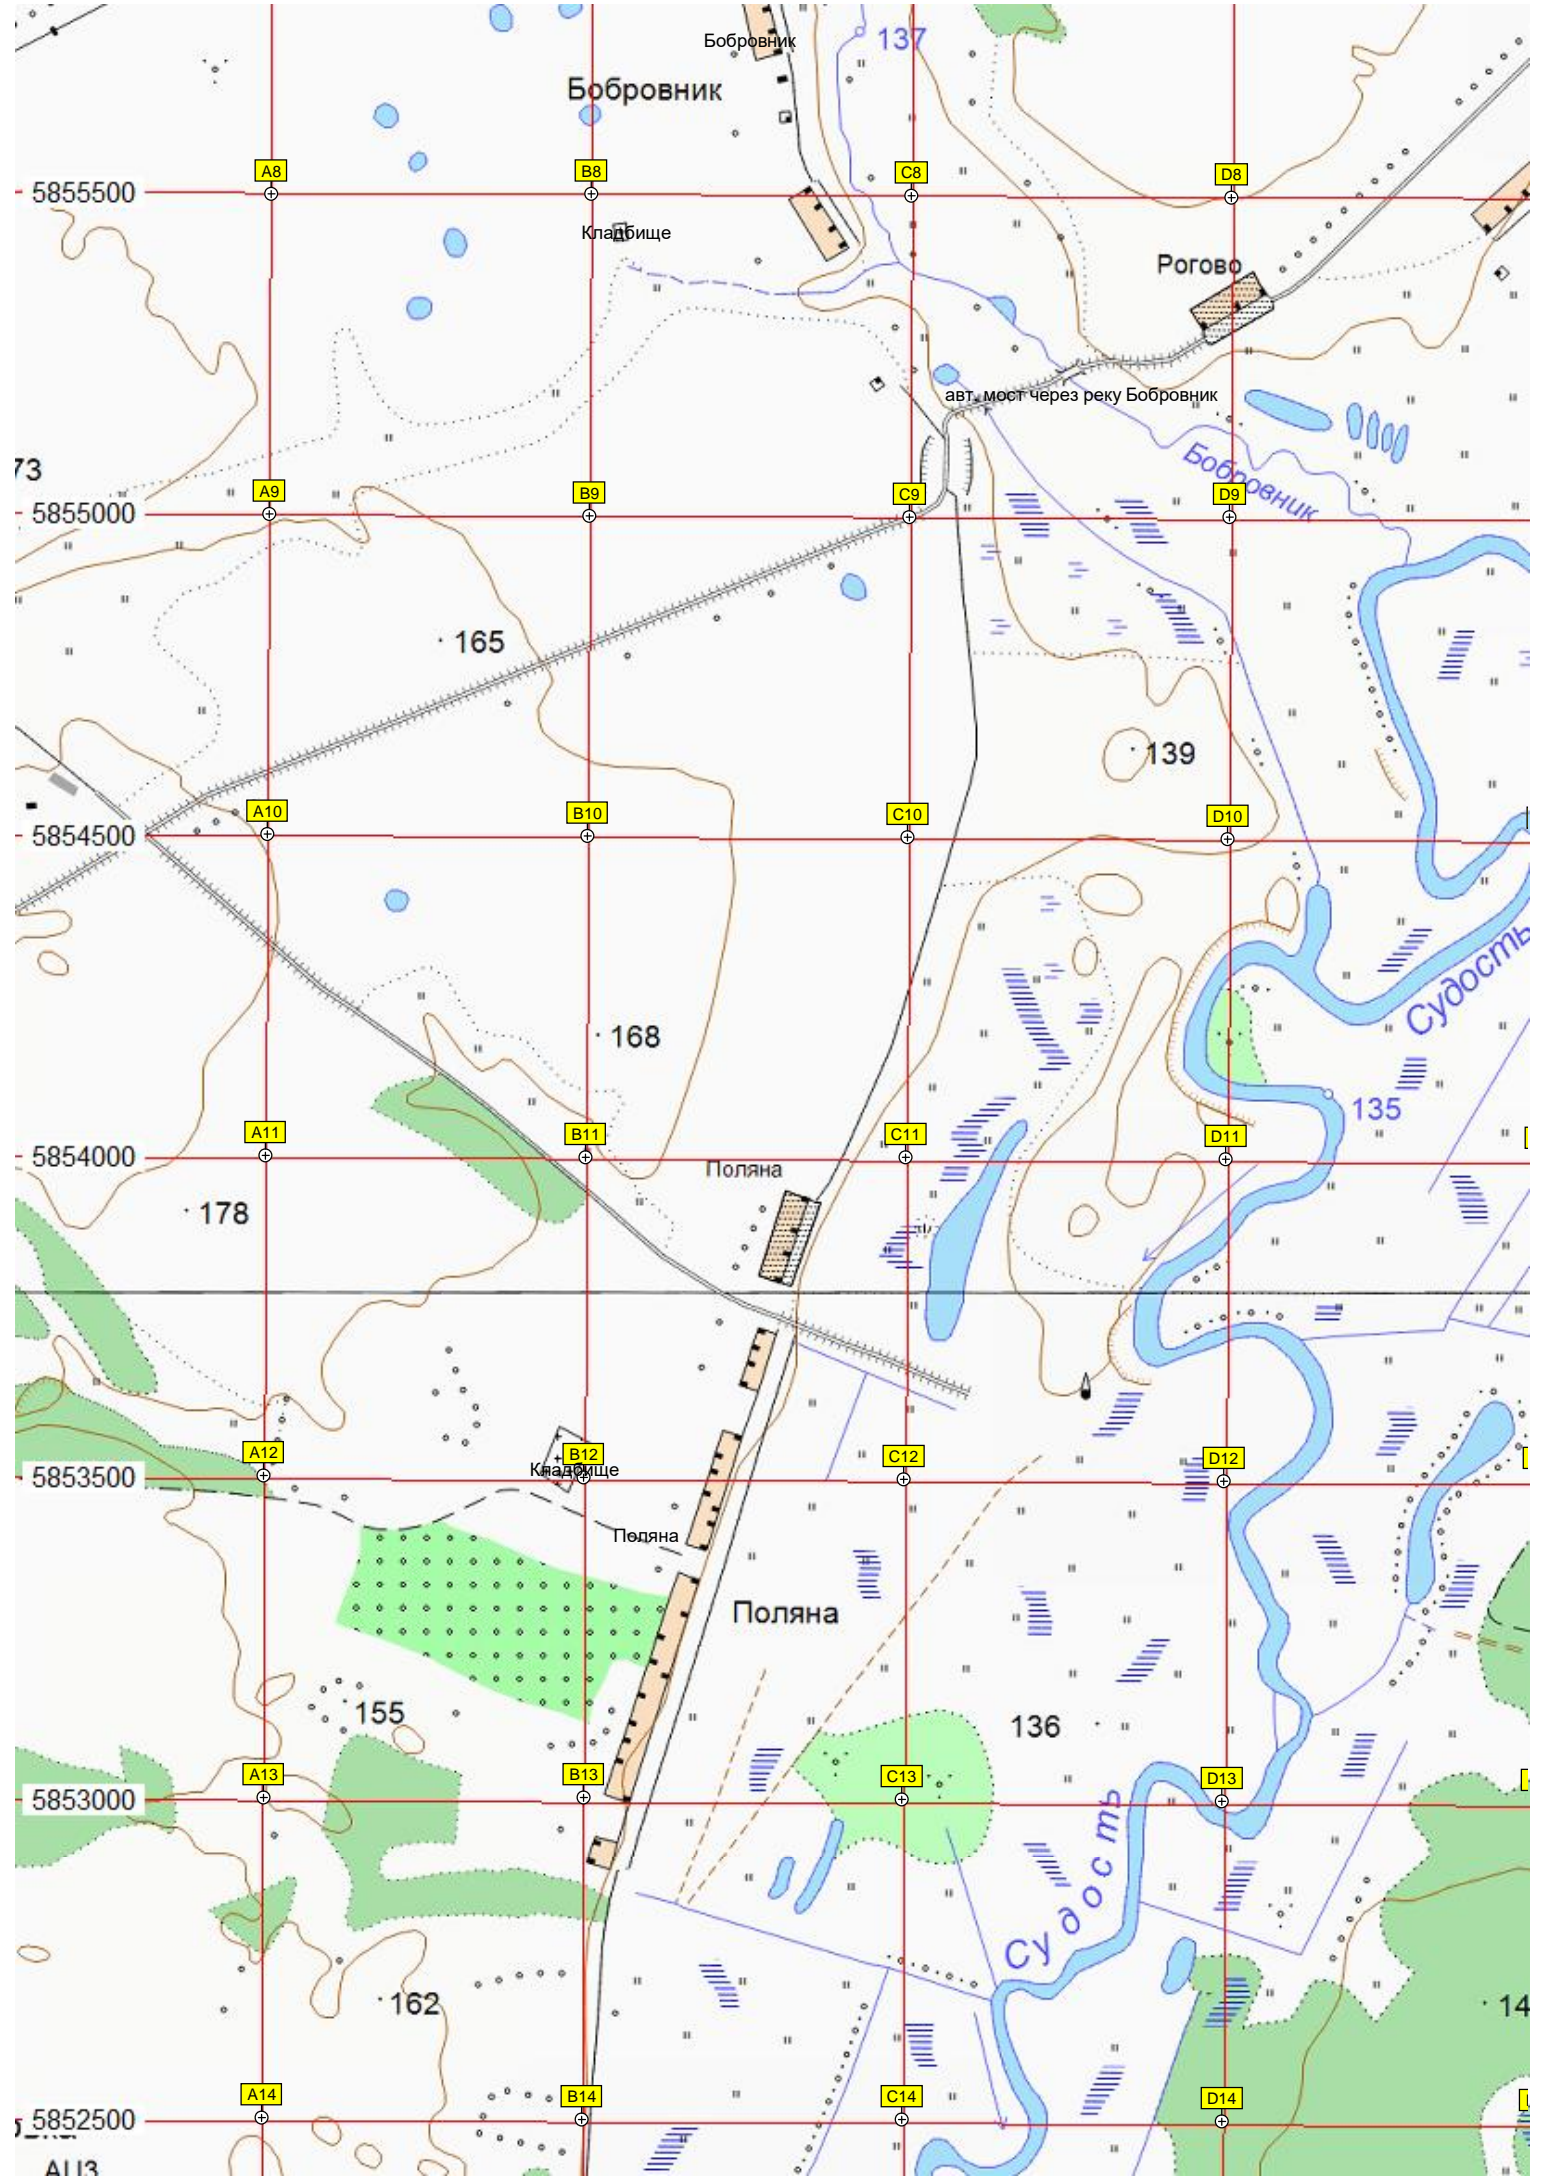 Бобровник
137
Бобровник
A8
B8
C8
D8
5855500
Кладбище
Рогово
авт. мост через реку Бобровник
73
Бобровник
A9
B9
C9
D9
5855000
165
139
A10
B10
C10
D10
5854500
Судость
168
135
A11
B11
C11
D11
5854000
Поляна
178
A12
B12
C12
D12
5853500
Кладбище
Поляна
Поляна
155
136
A13
B13
C13
D13
5853000
Судость
162
14
A14
B14
C14
D14
5852500